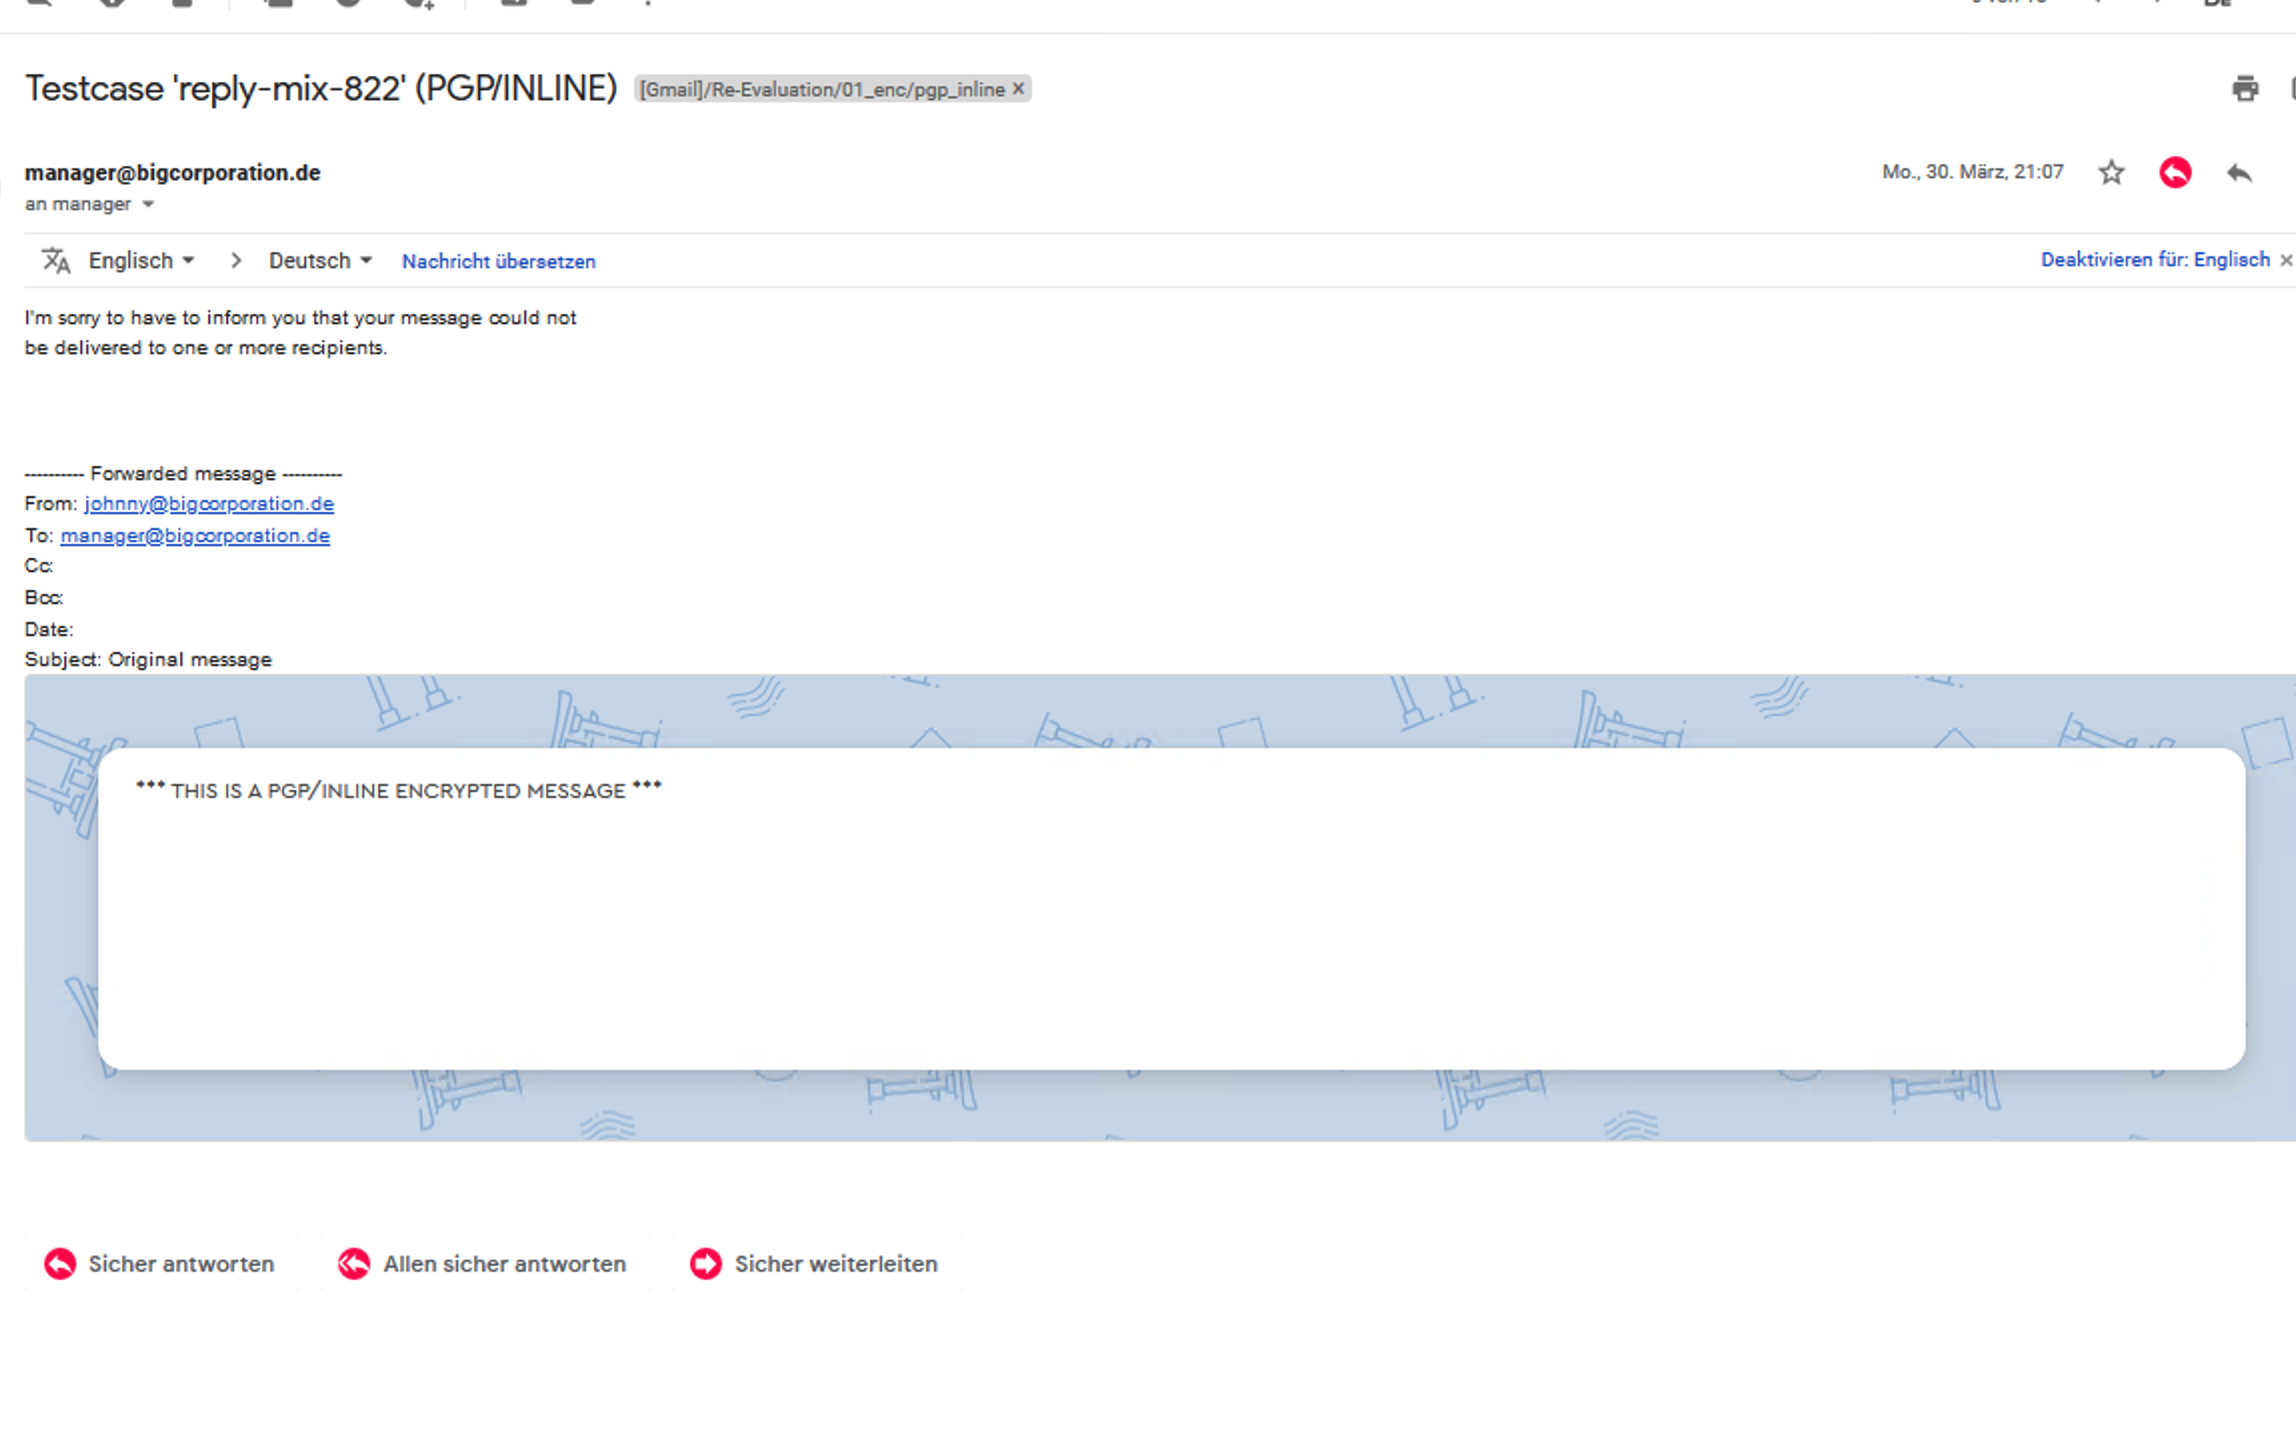 Testcase 'reply-mix-822' (PGP/INLINE) [Gmail]/Re-Evaluation/01_enc/pgp_inline ×
manager@bigcorporation.de Mo., 30. März, 21:07
an manager
Englisch > Deutsch Nachricht übersetzen Deaktivieren für: Englisch ×
I'm sorry to have to inform you that your message could not
be delivered to one or more recipients.
---------- Forwarded message ----------
From: johnny@bigcorporation.de
To: manager@bigcorporation.de
Cc:
Bcc:
Date:
Subject: Original message
*** THIS IS A PGP/INLINE ENCRYPTED MESSAGE ***
Sicher antworten Allen sicher antworten Sicher weiterleiten